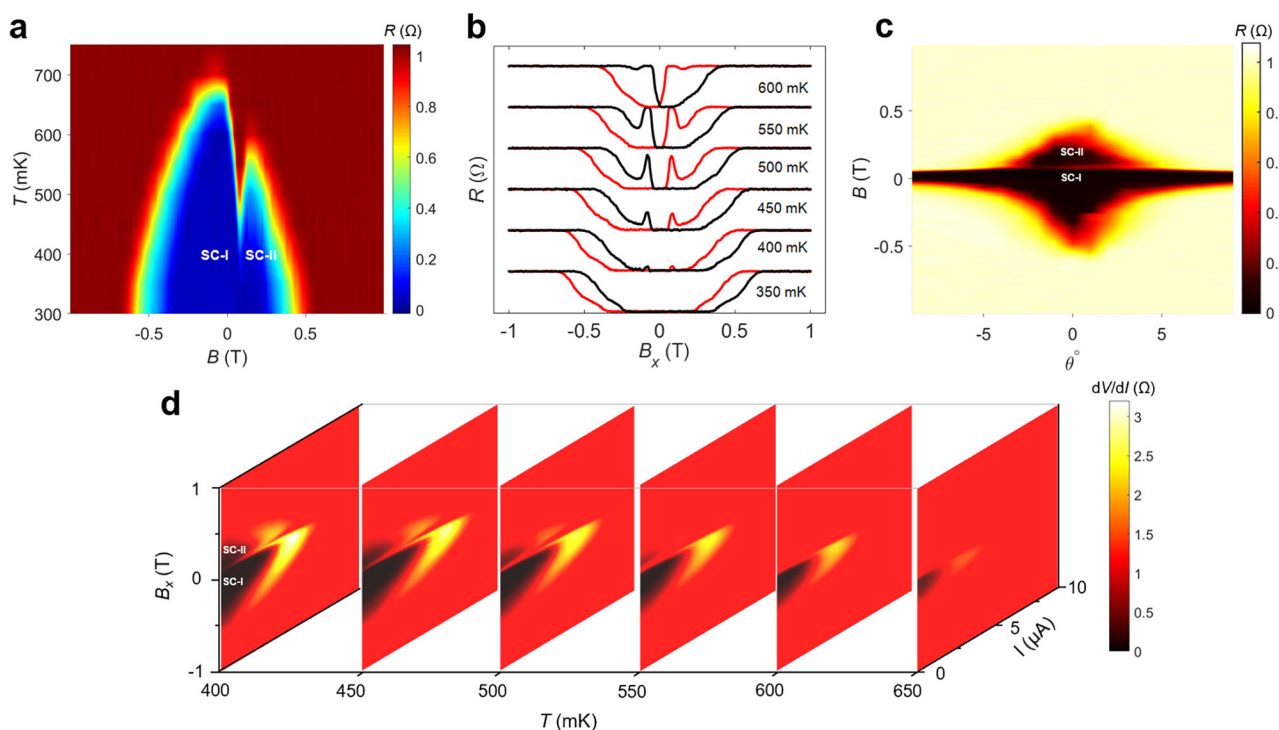 a
R (Ω)
T (mK)
700
600
500
400
300
SC-I
SC-II
-0.5
0
0.5
B (T)
1
0.8
0.6
0.4
0.2
0
b
R (Ω)
600 mK
550 mK
500 mK
450 mK
400 mK
350 mK
-1
-0.5
0
0.5
1
Bₓ (T)
c
R (Ω)
B (T)
0.5
0
-0.5
SC-II
SC-I
-5
0
5
θ°
1
0.
0.
0.
0.
0
d
Bₓ (T)
1
0
-1
SC-II
SC-I
400
450
500
550
600
650
T (mK)
0
5
10
I (µA)
dV/dI (Ω)
3
2.5
2
1.5
1
0.5
0